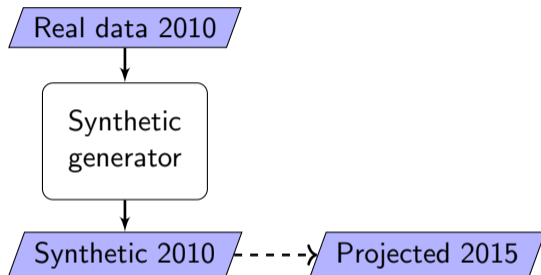 Real data 2010
Synthetic
generator
Synthetic 2010
Projected 2015